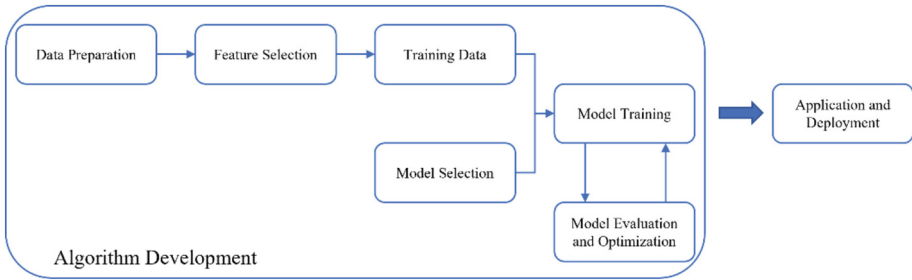 Data Preparation
Feature Selection
Training Data
Model Selection
Model Training
Model Evaluation
and Optimization
Algorithm Development
Application and
Deployment